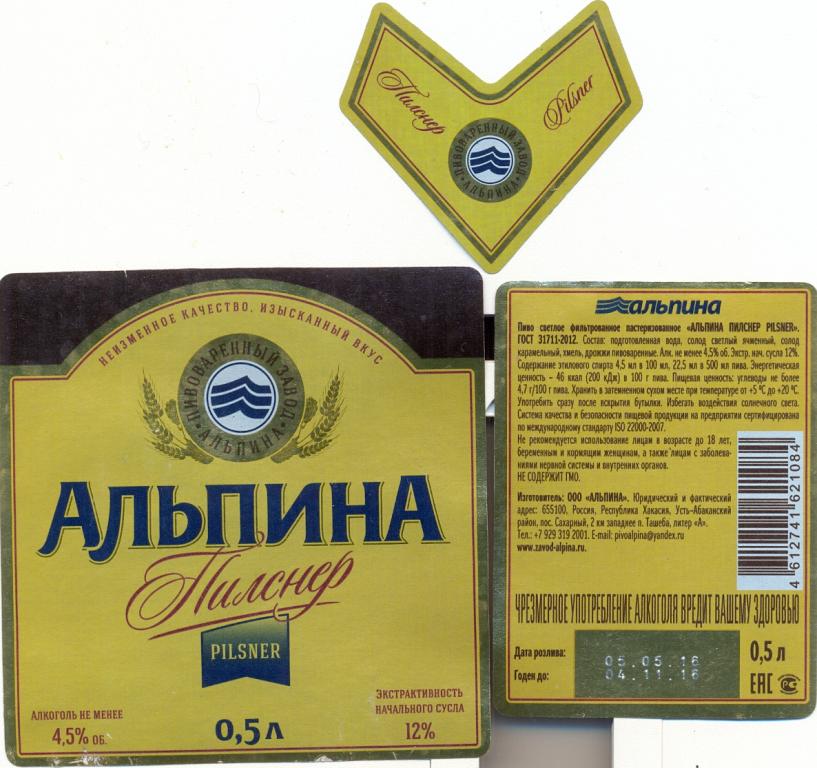 Пилснер
Pilsner
ПИВОВАРЕННЫЙ ЗАВОД
• АЛЬПИНА •
НЕИЗМЕННОЕ КАЧЕСТВО, ИЗЫСКАННЫЙ ВКУС
ПИВОВАРЕННЫЙ ЗАВОД
• АЛЬПИНА •
АЛЬПИНА
Пилснер
PILSNER
АЛКОГОЛЬ НЕ МЕНЕЕ
4,5% ОБ.
0,5 Л
ЭКСТРАКТИВНОСТЬ
НАЧАЛЬНОГО СУСЛА
12%
альпина
Пиво светлое фильтрованное пастеризованное «АЛЬПИНА ПИЛСНЕР PILSNER».
ГОСТ 31711-2012. Состав: подготовленная вода, солод светлый ячменный, солод
карамельный, хмель, дрожжи пивоваренные. Алк. не менее 4,5% об. Экстр. нач. сусла 12%.
Содержание этилового спирта 4,5 мл в 100 мл, 22,5 мл в 500 мл пива. Энергетическая
ценность – 46 ккал (200 кДж) в 100 г пива. Пищевая ценность: углеводы не более
4,7 г/100 г пива. Хранить в затемненном сухом месте при температуре от +5 °С до +20 °С.
Употребить сразу после вскрытия бутылки. Избегать воздействия солнечного света.
Система качества и безопасности пищевой продукции на предприятии сертифицирована
по международному стандарту ISO 22000-2007.
Не рекомендуется использование лицам в возрасте до 18 лет,
беременным и кормящим женщинам, а также лицам с заболева-
ниями нервной системы и внутренних органов.
НЕ СОДЕРЖИТ ГМО.
Изготовитель: ООО «АЛЬПИНА». Юридический и фактический
адрес: 655100, Россия, Республика Хакасия, Усть-Абаканский
район, пос. Сахарный, 2 км западнее п. Ташеба, литер «А».
Тел.: +7 929 319 2001. E-mail: pivoalpina@yandex.ru
www.zavod-alpina.ru.
4 612741 621084
ЧРЕЗМЕРНОЕ УПОТРЕБЛЕНИЕ АЛКОГОЛЯ ВРЕДИТ ВАШЕМУ ЗДОРОВЬЮ
Дата розлива: 05.05.16
Годен до: 04.11.16
0,5 л
ЕАС РСТ